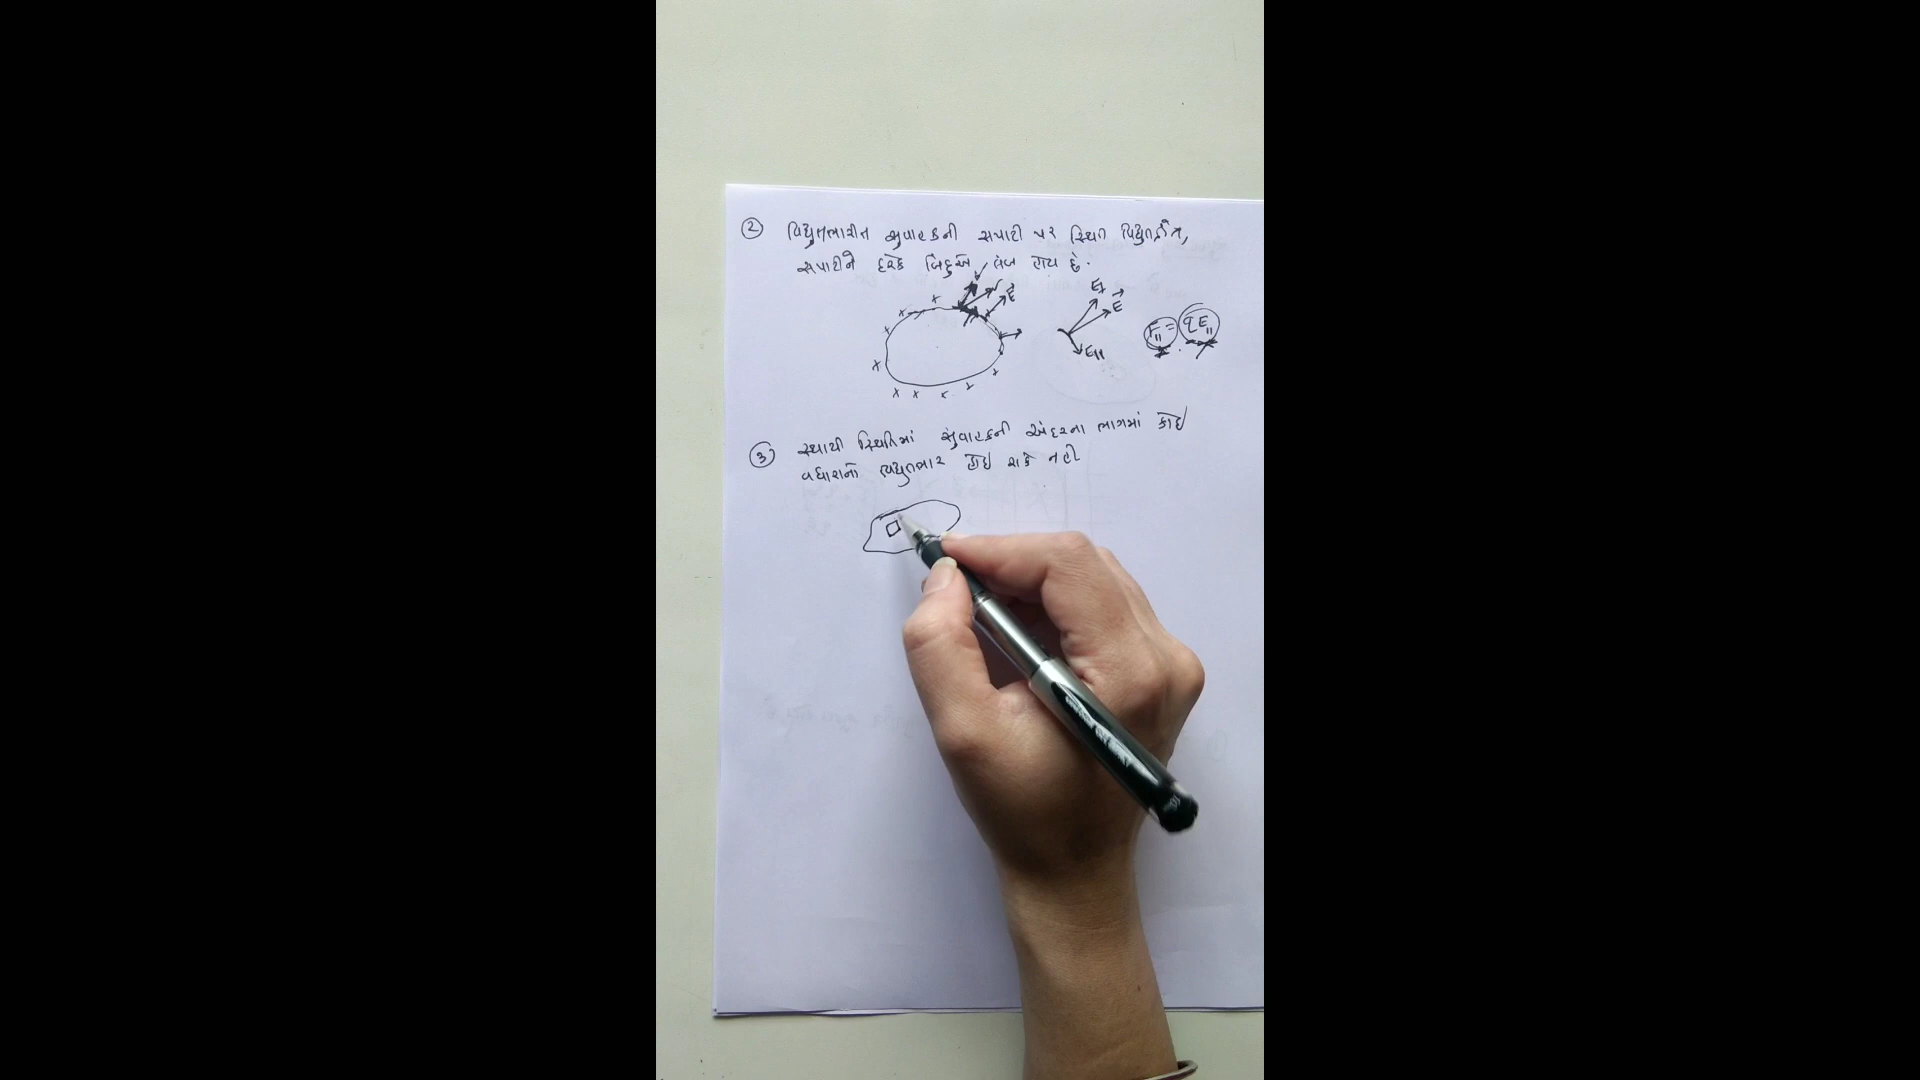 ② વિદ્યુતભારીત સુવાહકની સપાટી પર સ્થિત વિદ્યુતક્ષેત્ર,
સપાટીને દરેક બિંદુએ લંબ હોય છે.
E⃗
E⊥
E⃗
E||
F|| = qE||
③ સ્થાયી સ્થિતિમાં સુવાહકની અંદરના ભાગમાં કોઇ
વધારાનો વિદ્યુતભાર હોઇ શકે નહી